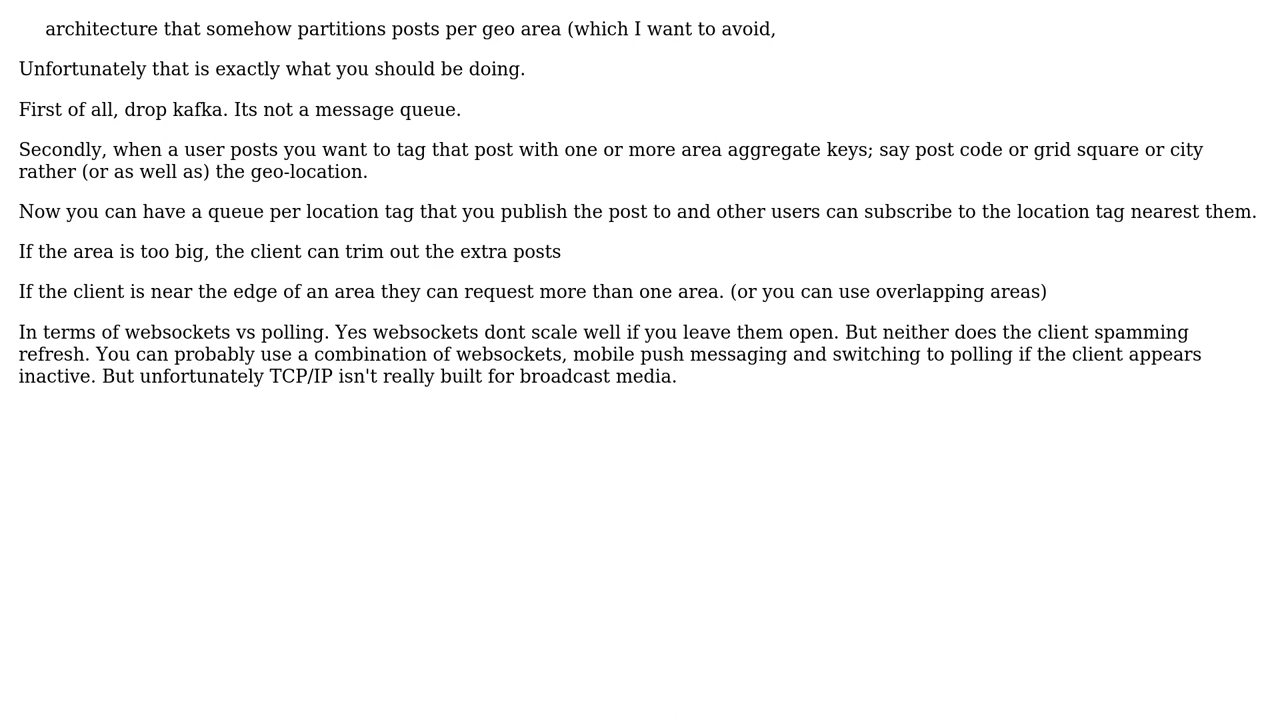 architecture that somehow partitions posts per geo area (which I want to avoid,
Unfortunately that is exactly what you should be doing.
First of all, drop kafka. Its not a message queue.
Secondly, when a user posts you want to tag that post with one or more area aggregate keys; say post code or grid square or city
rather (or as well as) the geo-location.
Now you can have a queue per location tag that you publish the post to and other users can subscribe to the location tag nearest them.
If the area is too big, the client can trim out the extra posts
If the client is near the edge of an area they can request more than one area. (or you can use overlapping areas)
In terms of websockets vs polling. Yes websockets dont scale well if you leave them open. But neither does the client spamming
refresh. You can probably use a combination of websockets, mobile push messaging and switching to polling if the client appears
inactive. But unfortunately TCP/IP isn't really built for broadcast media.